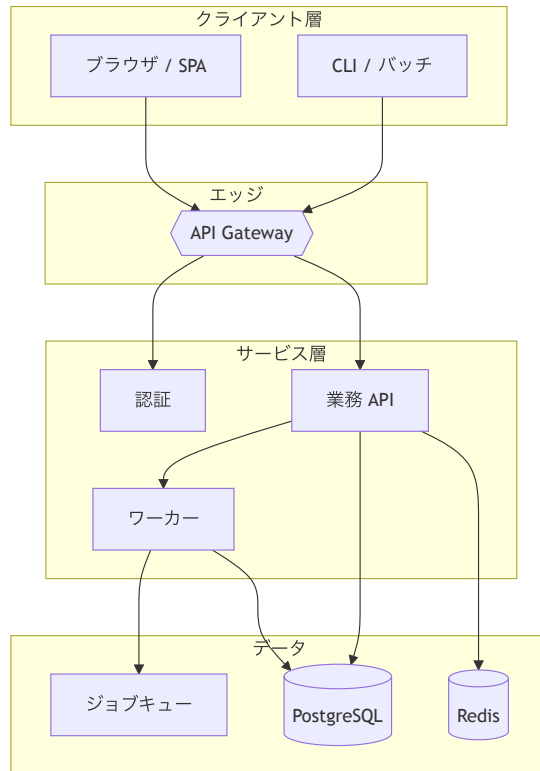 クライアント層
ブラウザ / SPA
CLI / バッチ
エッジ
API Gateway
サービス層
認証
業務 API
ワーカー
データ
ジョブキュー
PostgreSQL
Redis